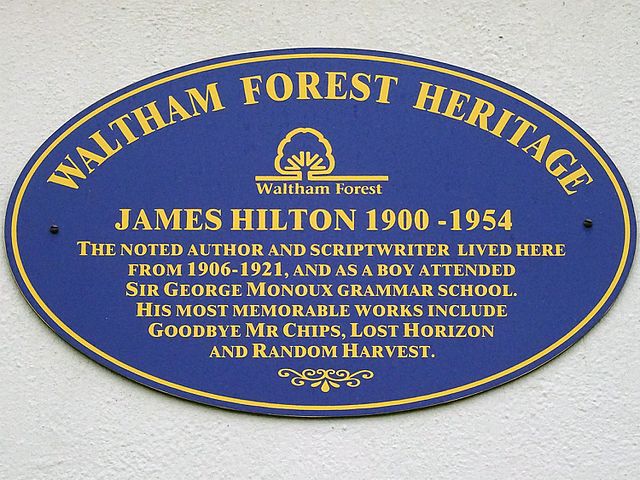 WALTHAM FOREST HERITAGE
Waltham Forest
JAMES HILTON 1900 -1954
THE NOTED AUTHOR AND SCRIPTWRITER LIVED HERE
FROM 1906-1921, AND AS A BOY ATTENDED
SIR GEORGE MONOUX GRAMMAR SCHOOL.
HIS MOST MEMORABLE WORKS INCLUDE
GOODBYE MR CHIPS, LOST HORIZON
AND RANDOM HARVEST.